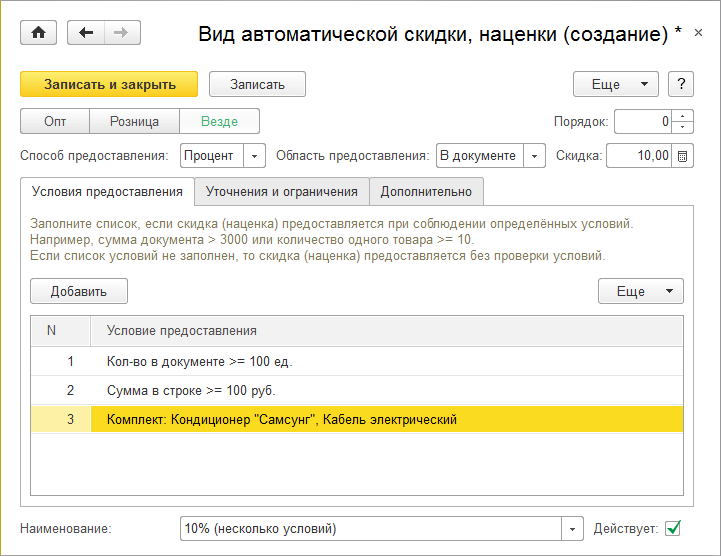 Вид автоматической скидки, наценки (создание) *
Записать и закрыть Записать Еще ?
Опт Розница Везде Порядок: 0
Способ предоставления: Процент Область предоставления: В документе Скидка: 10,00
Условия предоставления Уточнения и ограничения Дополнительно
Заполните список, если скидка (наценка) предоставляется при соблюдении определённых условий.
Например, сумма документа > 3000 или количество одного товара >= 10.
Если список условий не заполнен, то скидка (наценка) предоставляется без проверки условий.
Добавить Еще
N Условие предоставления
1 Кол-во в документе >= 100 ед.
2 Сумма в строке >= 100 руб.
3 Комплект: Кондиционер "Самсунг", Кабель электрический
Наименование: 10% (несколько условий) Действует: